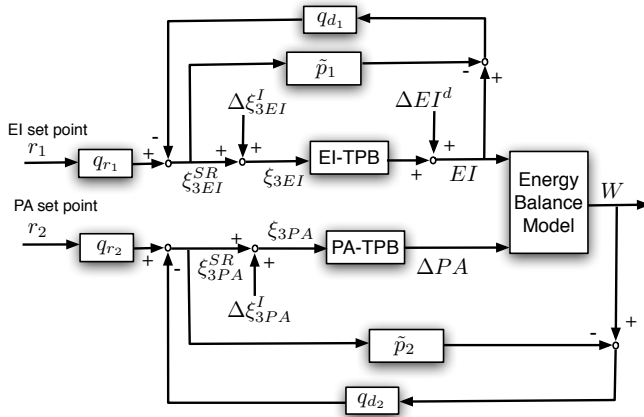 q_{d_1}
\tilde{p}_1
-
+
Δξ^I_{3EI}
ΔEI^d
EI set point
r_1
q_{r_1}
-
+
ξ^{SR}_{3EI}
+
+
ξ_{3EI}
EI-TPB
+
+
EI
Energy
Balance
Model
W
PA set point
r_2
q_{r_2}
+
-
ξ^{SR}_{3PA}
+
+
ξ_{3PA}
PA-TPB
ΔPA
Δξ^I_{3PA}
\tilde{p}_2
-
+
q_{d_2}